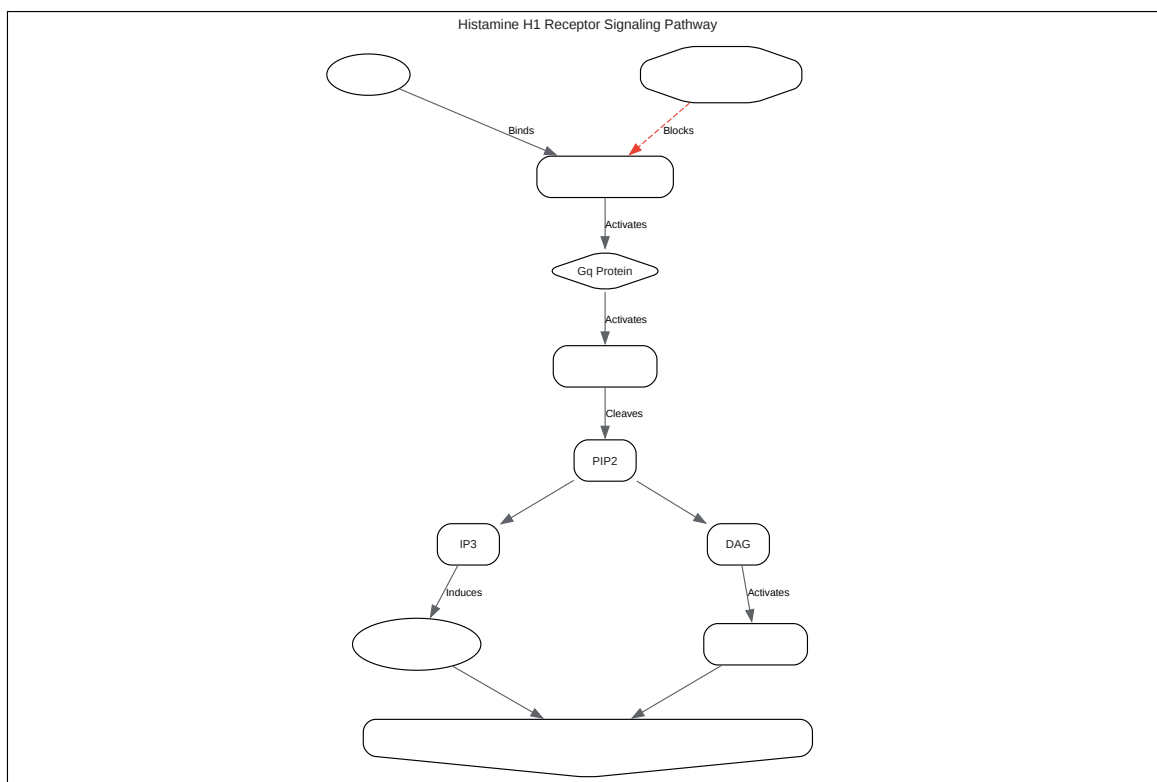 Histamine H1 Receptor Signaling Pathway
Binds
Blocks
Activates
Gq Protein
Activates
Cleaves
PIP2
IP3
DAG
Induces
Activates